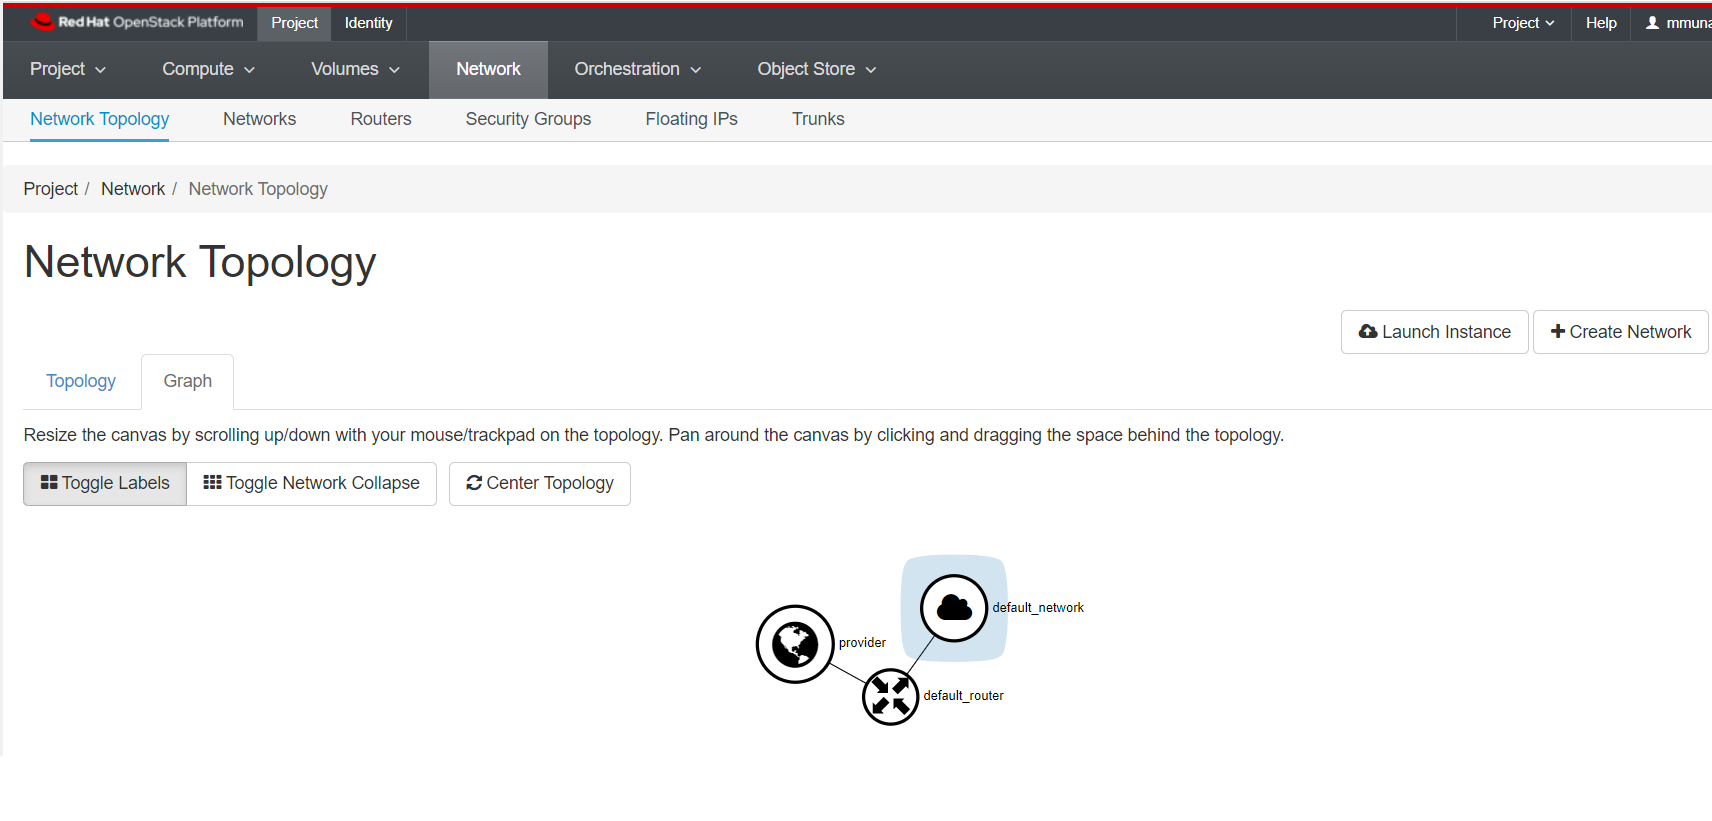 Red Hat OpenStack Platform Project Identity Project Help
Project Compute Volumes Network Orchestration Object Store
Network Topology Networks Routers Security Groups Floating IPs Trunks
Project / Network / Network Topology
Network Topology
Launch Instance Create Network
Topology Graph
Resize the canvas by scrolling up/down with your mouse/trackpad on the topology. Pan around the canvas by clicking and dragging the space behind the topology.
Toggle Labels Toggle Network Collapse Center Topology
default_network
provider
default_router